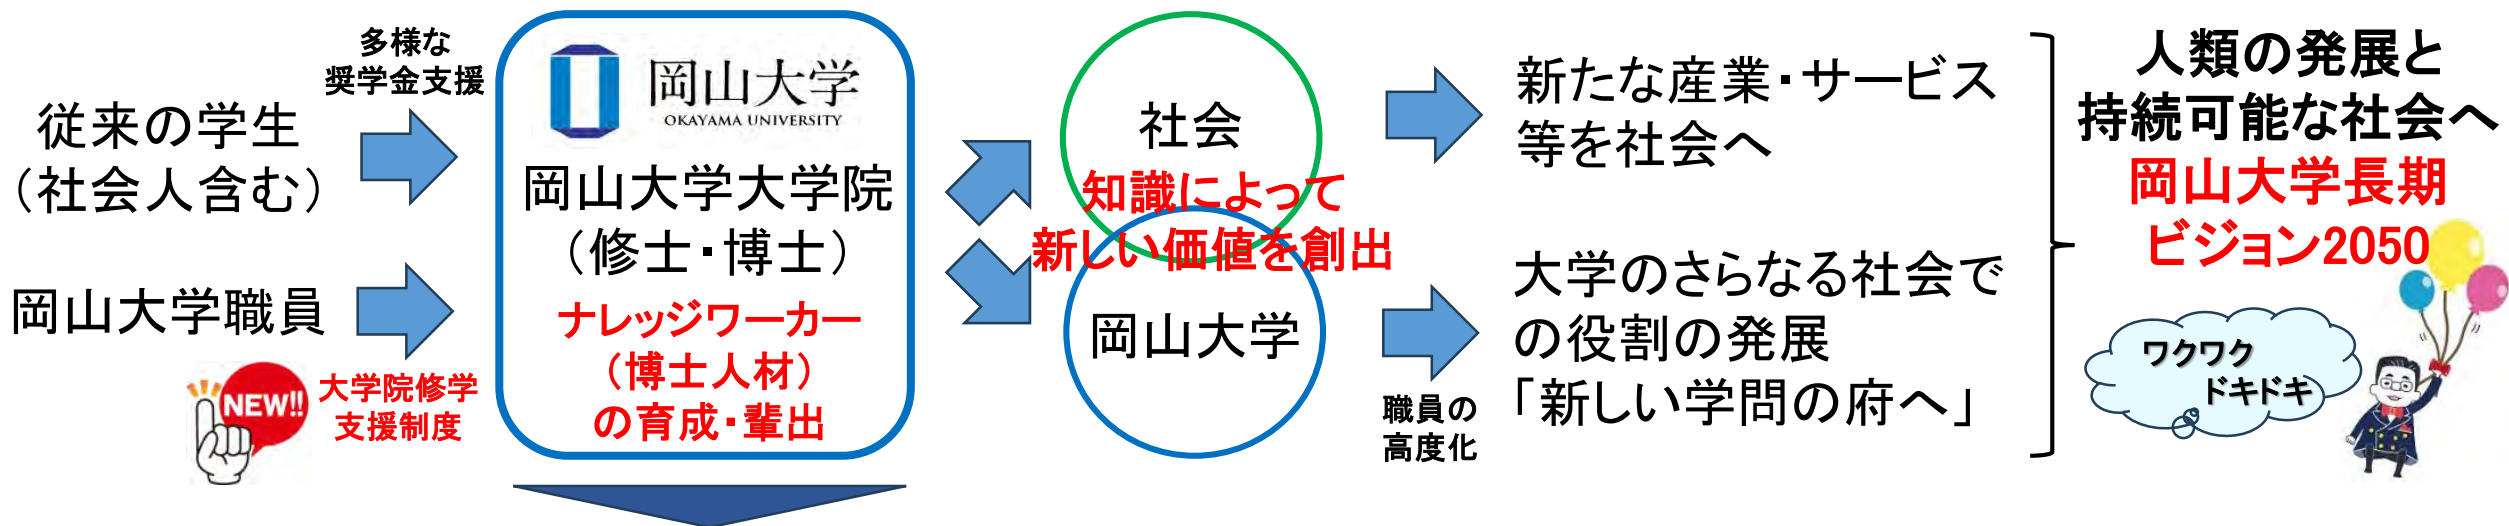 従来の学生
（社会人含む）
多様な
奨学金支援
岡山大学職員
NEW!!
大学院修学
支援制度
岡山大学
OKAYAMA UNIVERSITY
岡山大学大学院
（修士・博士）
ナレッジワーカー
（博士人材）
の育成・輩出
社会
知識によって
新しい価値を創出
岡山大学
新たな産業・サービス
等を社会へ
職員の
高度化
大学のさらなる社会で
の役割の発展
「新しい学問の府へ」
人類の発展と
持続可能な社会へ
岡山大学長期
ビジョン2050
ワクワク
ドキドキ